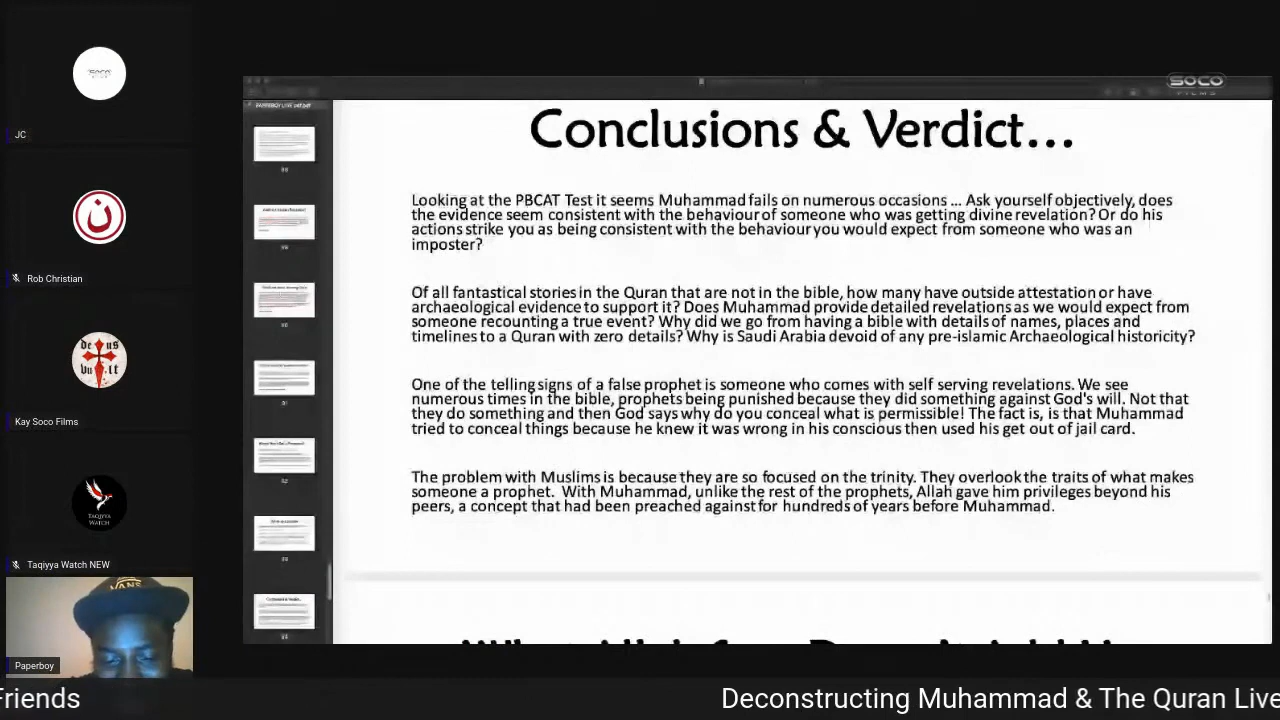 JC
Rob Christian
de us
vu lt
Kay Soco Films
TAQIYYA
WATCH
Taqiyya Watch NEW
VANS
Paperboy
SOCO
FILMS
Conclusions & Verdict...
Looking at the PBCAT Test it seems Muhammad fails on numerous occasions ... Ask yourself objectively, does
the evidence seem consistent with the behavior of someone who was getting divine revelation? Or do his
actions strike you as being consistent with the behaviour you would expect from someone who was an
imposter?
Of all fantastical stories in the Quran that are not in the bible, how many have outside attestation or let
archaeological evidence to support it? Does Muhammad provide detailed revelations as we would expect from
someone recounting a true event? Why did we go from having a bible with details of names, places and
timelines to a Quran with zero details? Why is Saudi Arabia devoid of any pre-islamic Archaeological historicity?
One of the telling signs of a false prophet is someone who comes with self serving revelations. We see
numerous times in the bible, prophets being punished because they did something against God's will. Not that
they do something and then God says why do you conceal what is permissible! The fact is, is that Muhammad
tried to conceal things because he knew it was wrong in his conscious then used his get out of jail card.
The problem with Muslims is because they are so focused on the trinity. They overlook the traits of what makes
someone a prophet. With Muhammad, unlike the rest of the prophets, Allah gave him privileges beyond his
peers, a concept that had been preached against for hundreds of years before Muhammad.
Friends
Deconstructing Muhammad & The Quran Live